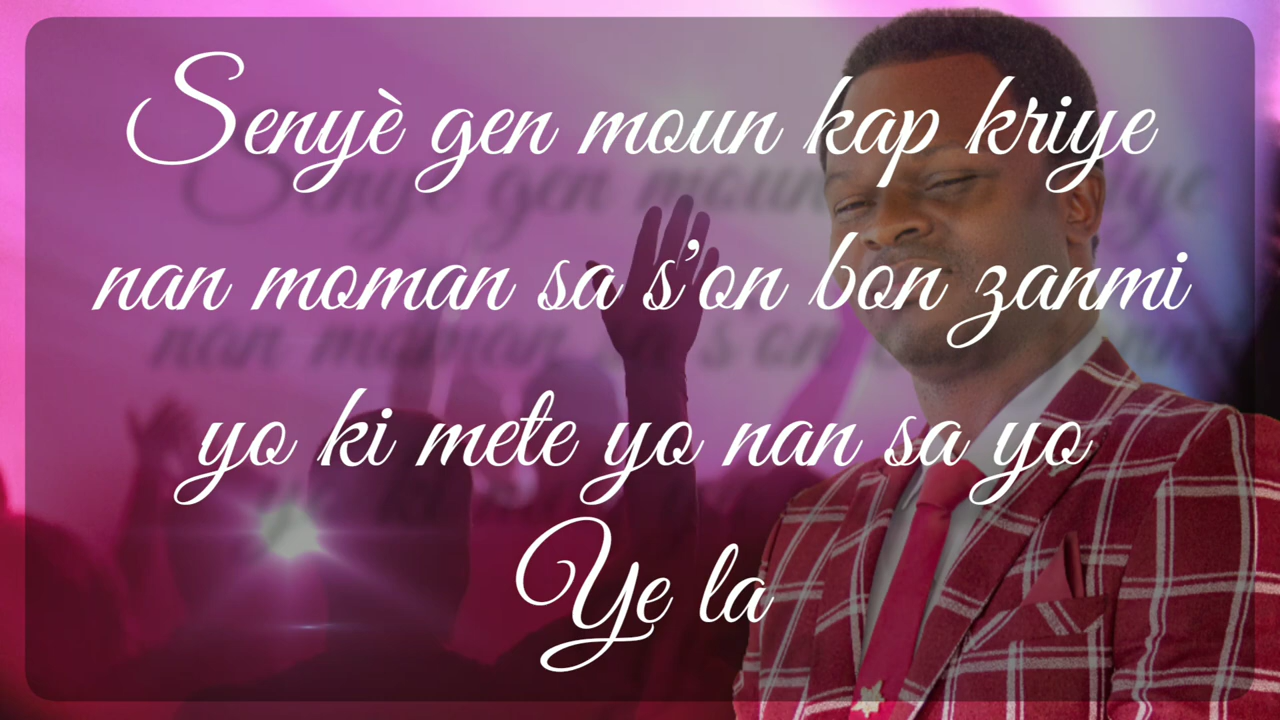 Senyè gen moun kap kriye
nan moman sa s'on bon zanmi
yo ki mete yo nan sa yo
Ye la